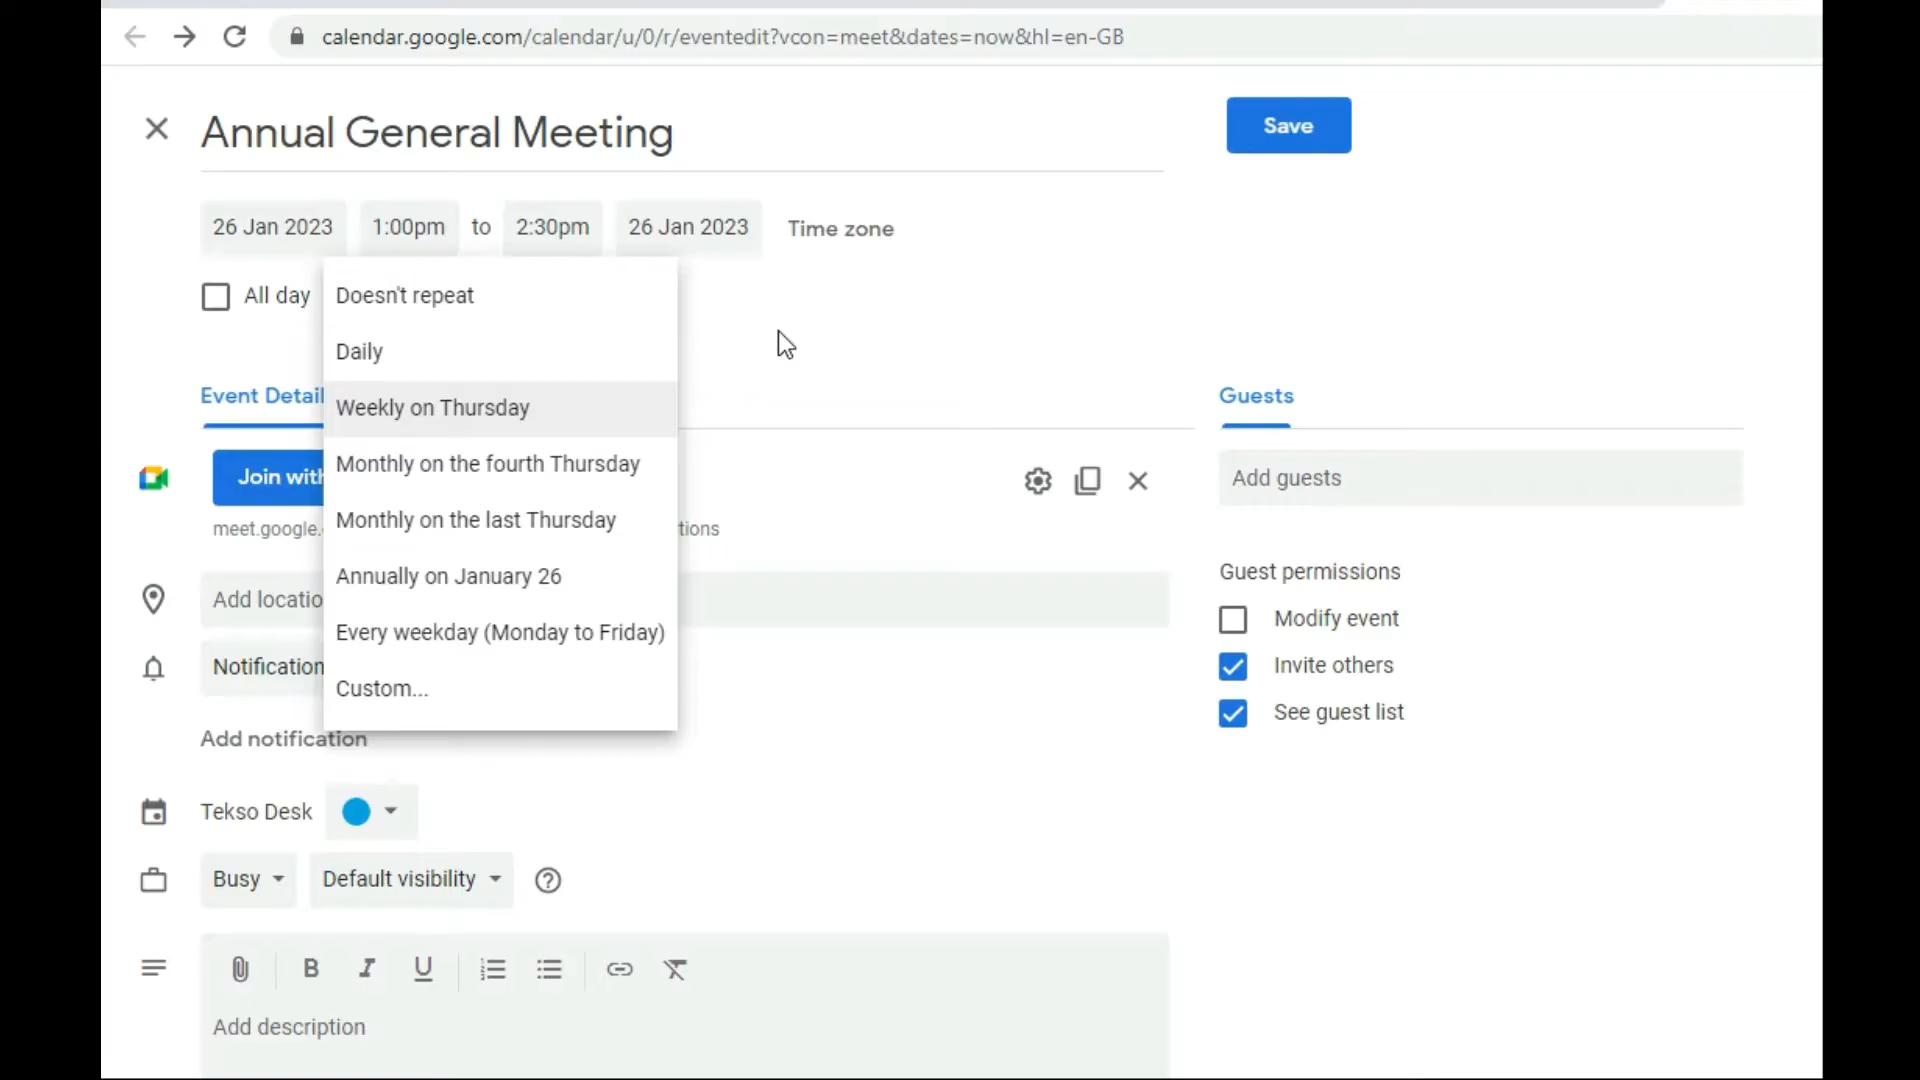 calendar.google.com/calendar/u/0/r/eventedit?vcon=meet&dates=now&hl=en-GB
Annual General Meeting
Save
26 Jan 2023 1:00pm to 2:30pm 26 Jan 2023 Time zone
All day
Doesn't repeat
Daily
Weekly on Thursday
Monthly on the fourth Thursday
Monthly on the last Thursday
Annually on January 26
Every weekday (Monday to Friday)
Custom...
Event Detail
Guests
Join with
Add guests
meet.google.
tions
Guest permissions
Add locatio
Modify event
Notification
Invite others
See guest list
Add notification
Tekso Desk
Busy Default visibility
B I U
Add description